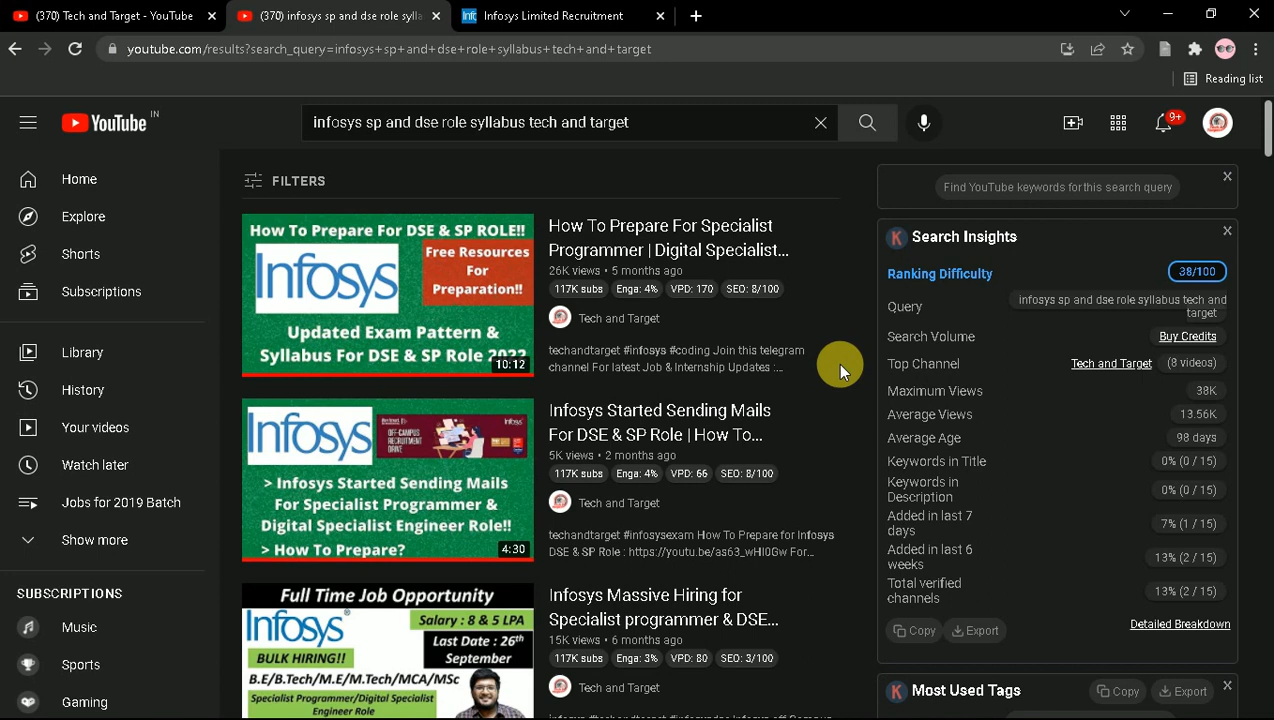 (370) Tech and Target - YouTube
(370) infosys sp and dse role sylla
Infosys Limited Recruitment
youtube.com/results?search_query=infosys+sp+and+dse+role+syllabus+tech+and+target
Reading list
YouTube IN
infosys sp and dse role syllabus tech and target
9+
Home
Explore
Shorts
Subscriptions
Library
History
Your videos
Watch later
Jobs for 2019 Batch
Show more
SUBSCRIPTIONS
Music
Sports
Gaming
FILTERS
How To Prepare For DSE & SP ROLE!!
Infosys
Free Resources
For
Preparation!!
Updated Exam Pattern &
Syllabus For DSE & SP Role 2022
10:12
How To Prepare For Specialist
Programmer | Digital Specialist...
26K views • 5 months ago
117K subs Enga: 4% VPD: 170 SEO: 8/100
Tech and Target
techandtarget #infosys #coding Join this telegram
channel For latest Job & Internship Updates :...
Infosys
OFF-CAMPUS
RECRUITMENT
DRIVE
> Infosys Started Sending Mails
For Specialist Programmer &
Digital Specialist Engineer Role!!
> How To Prepare?
4:30
Infosys Started Sending Mails
For DSE & SP Role | How To...
5K views • 2 months ago
117K subs Enga: 4% VPD: 66 SEO: 8/100
Tech and Target
techandtarget #infosysexam How To Prepare for Infosys
DSE & SP Role : https://youtu.be/as63_wHI0Gw For...
Full Time Job Opportunity
Infosys
Salary : 8 & 5 LPA
BULK HIRING!!
Last Date : 26th
September
B.E/B.Tech/M.E/M.Tech/MCA/MSc
Specialist Programmer/Digital Specialist
Engineer Role
Infosys Massive Hiring for
Specialist programmer & DSE...
15K views • 6 months ago
117K subs Enga: 3% VPD: 80 SEO: 3/100
Tech and Target
Find YouTube keywords for this search query
X
K Search Insights
X
Ranking Difficulty 38/100
Query infosys sp and dse role syllabus tech and
target
Search Volume Buy Credits
Top Channel Tech and Target (8 videos)
Maximum Views 38K
Average Views 13.56K
Average Age 98 days
Keywords in Title 0% (0 / 15)
Keywords in
Description 0% (0 / 15)
Added in last 7
days 7% (1 / 15)
Added in last 6
weeks 13% (2 / 15)
Total verified
channels 13% (2 / 15)
Copy Export
Detailed Breakdown
K Most Used Tags Copy Export
X